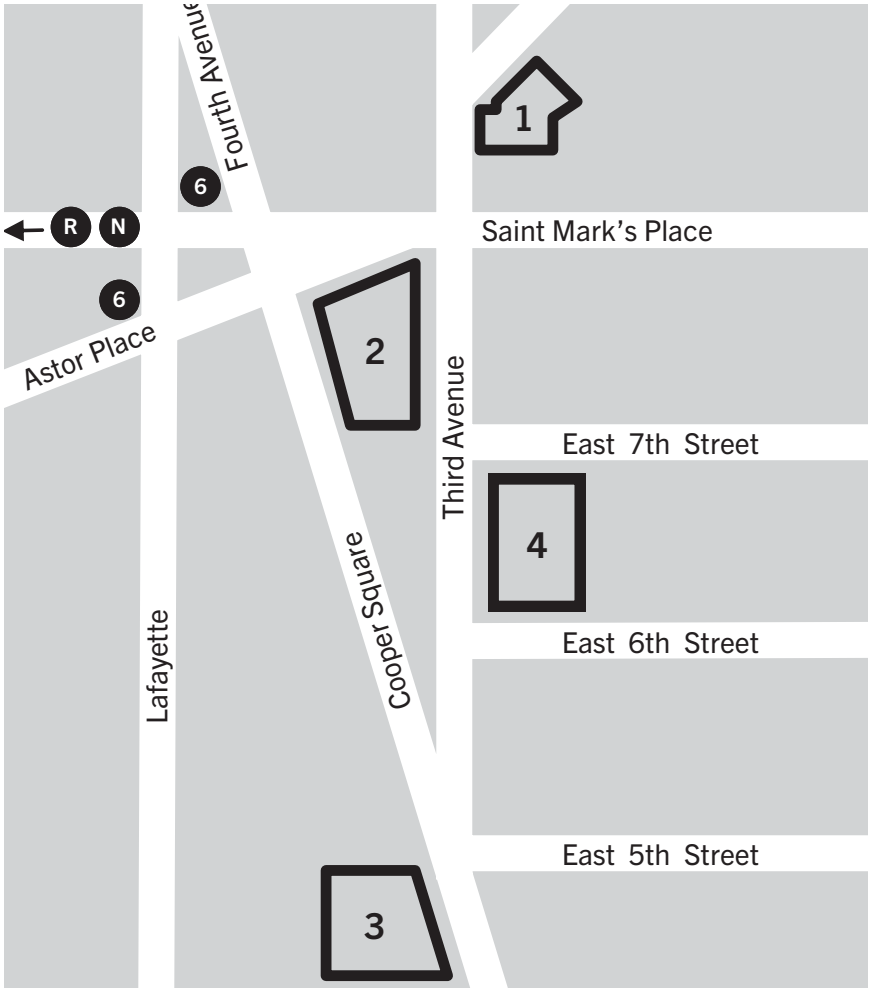 Fourth Avenue
1
6
R N
Saint Mark's Place
6
Astor Place
2
Third Avenue
East 7th Street
4
Cooper Square
East 6th Street
Lafayette
East 5th Street
3